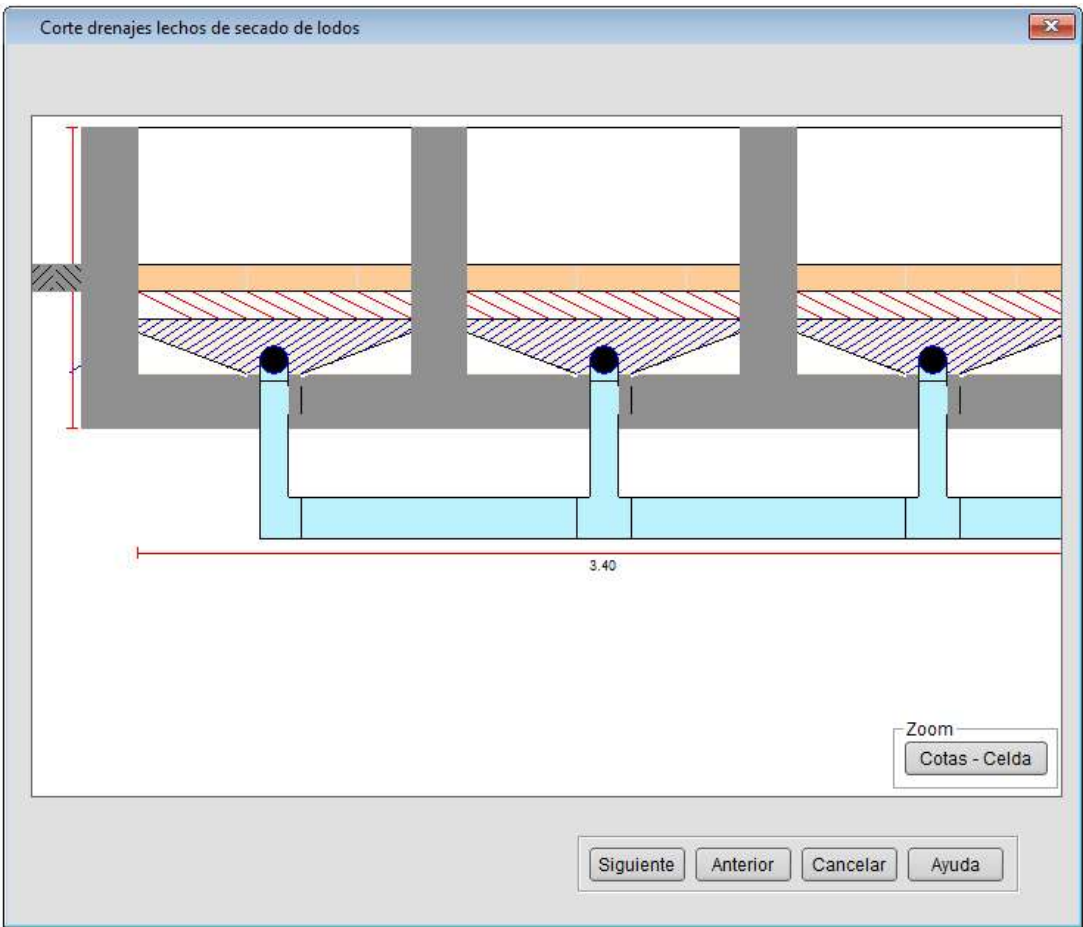 Corte drenajes lechos de secado de lodos
3.40
Zoom
Cotas - Celda
Siguiente
Anterior
Cancelar
Ayuda